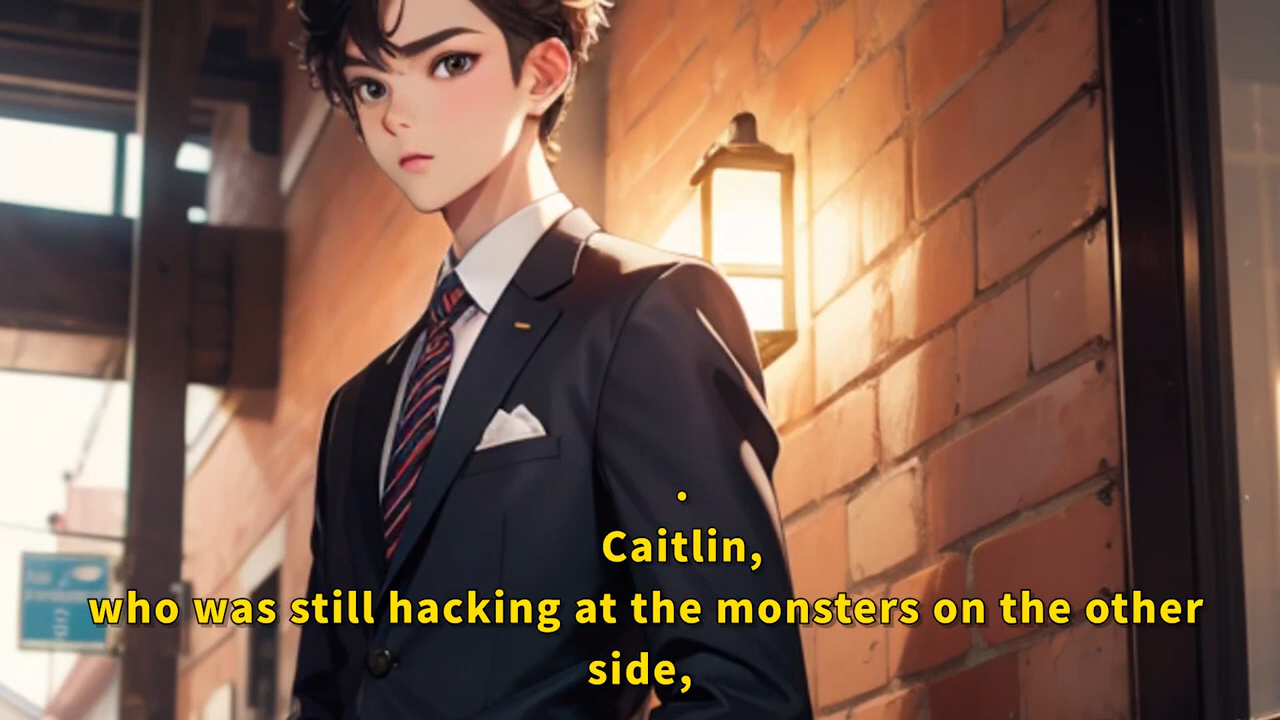 .
Caitlin,
who was still hacking at the monsters on the other
side,